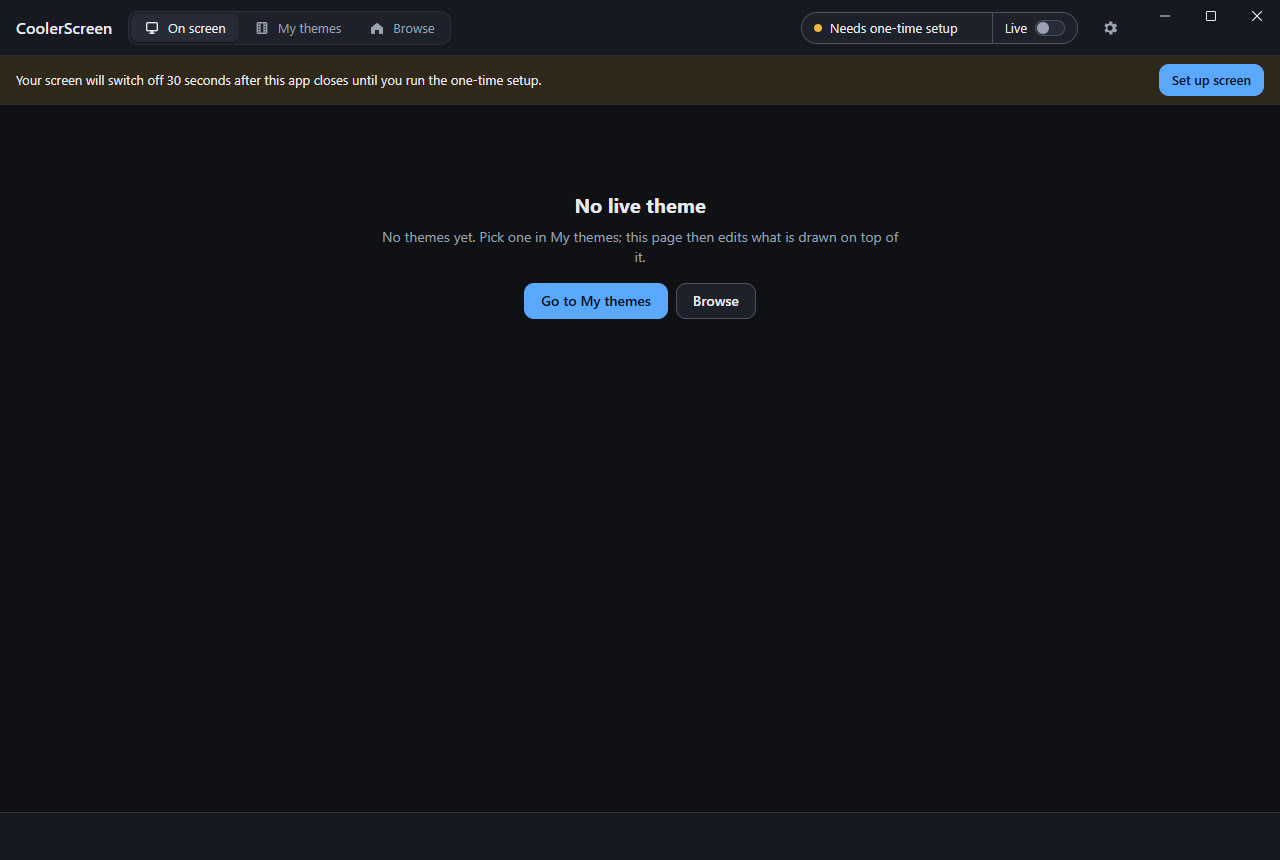 CoolerScreen
On screen
My themes
Browse
Needs one-time setup
Live
Your screen will switch off 30 seconds after this app closes until you run the one-time setup.
Set up screen
No live theme
No themes yet. Pick one in My themes; this page then edits what is drawn on top of
it.
Go to My themes
Browse